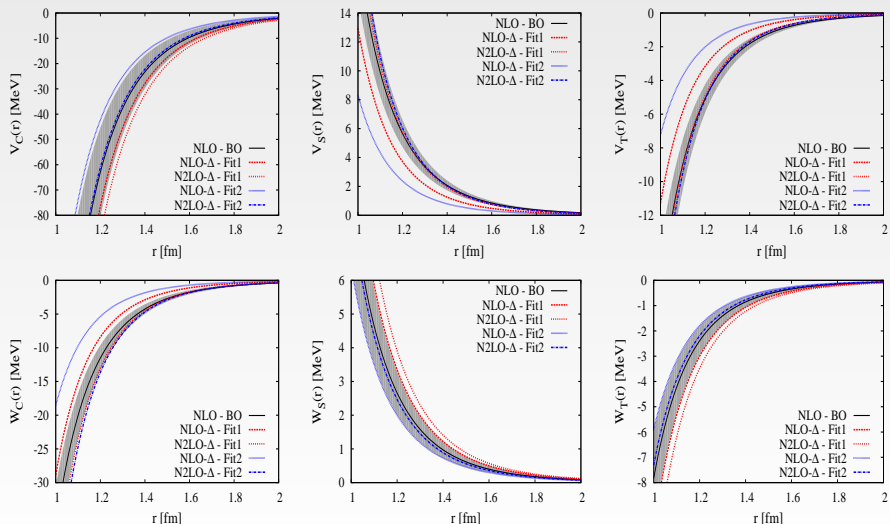 V_C(r) [MeV]
0
-10
-20
-30
-40
-50
-60
-70
-80
NLO - BO
NLO-Δ - Fit1
N2LO-Δ - Fit1
NLO-Δ - Fit2
N2LO-Δ - Fit2
1
1.2
1.4
1.6
1.8
2
r [fm]
V_S(r) [MeV]
14
12
10
8
6
4
2
0
NLO - BO
NLO-Δ - Fit1
N2LO-Δ - Fit1
NLO-Δ - Fit2
N2LO-Δ - Fit2
1
1.2
1.4
1.6
1.8
2
r [fm]
V_T(r) [MeV]
0
-2
-4
-6
-8
-10
-12
NLO - BO
NLO-Δ - Fit1
N2LO-Δ - Fit1
NLO-Δ - Fit2
N2LO-Δ - Fit2
1
1.2
1.4
1.6
1.8
2
r [fm]
W_C(r) [MeV]
0
-5
-10
-15
-20
-25
-30
NLO - BO
NLO-Δ - Fit1
N2LO-Δ - Fit1
NLO-Δ - Fit2
N2LO-Δ - Fit2
1
1.2
1.4
1.6
1.8
2
r [fm]
W_S(r) [MeV]
6
5
4
3
2
1
0
NLO - BO
NLO-Δ - Fit1
N2LO-Δ - Fit1
NLO-Δ - Fit2
N2LO-Δ - Fit2
1
1.2
1.4
1.6
1.8
2
r [fm]
W_T(r) [MeV]
0
-1
-2
-3
-4
-5
-6
-7
-8
NLO - BO
NLO-Δ - Fit1
N2LO-Δ - Fit1
NLO-Δ - Fit2
N2LO-Δ - Fit2
1
1.2
1.4
1.6
1.8
2
r [fm]